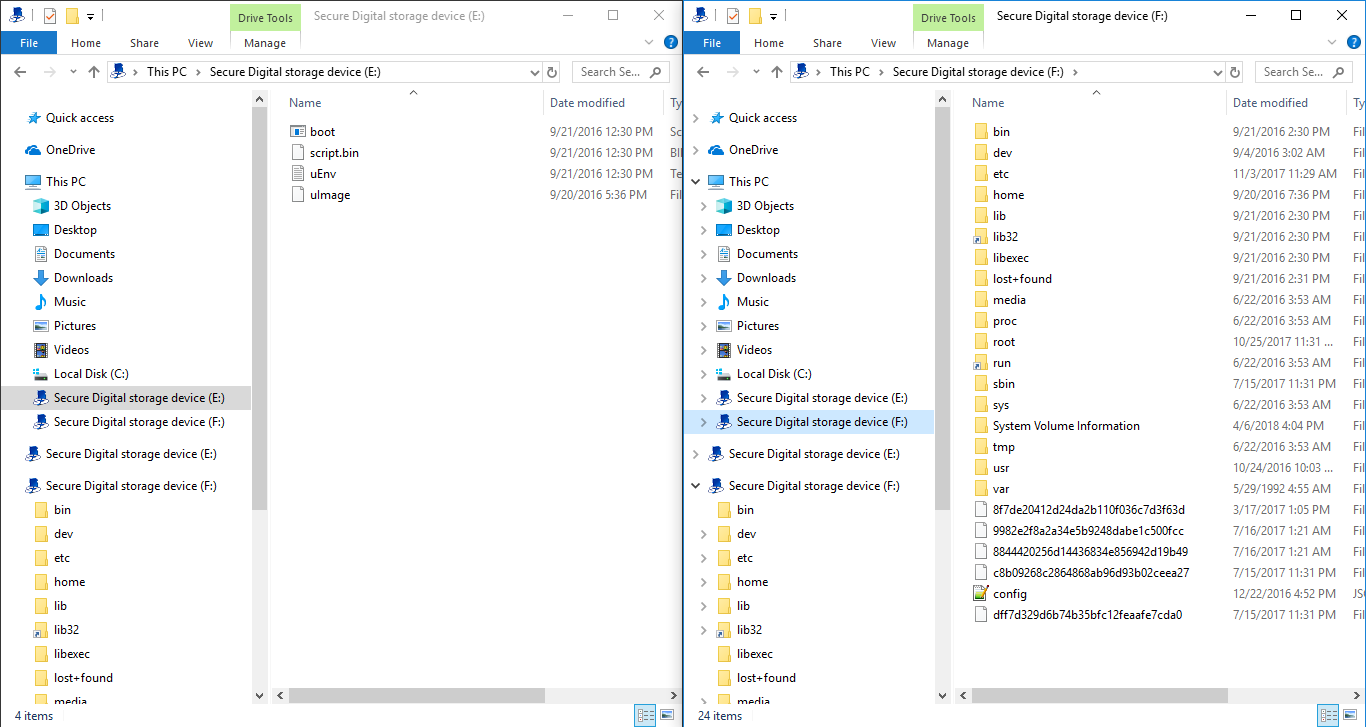 Drive Tools Secure Digital storage device (E:)
File Home Share View Manage
This PC Secure Digital storage device (E:) Search Se...
Quick access
OneDrive
This PC
3D Objects
Desktop
Documents
Downloads
Music
Pictures
Videos
Local Disk (C:)
Secure Digital storage device (E:)
Secure Digital storage device (F:)
Secure Digital storage device (E:)
Secure Digital storage device (F:)
bin
dev
etc
home
lib
lib32
libexec
lost+found
media
Name Date modified Ty
boot 9/21/2016 12:30 PM Sc
script.bin 9/21/2016 12:30 PM BII
uEnv 9/21/2016 12:30 PM Te
uImage 9/20/2016 5:36 PM Fil
4 items
Drive Tools Secure Digital storage device (F:)
File Home Share View Manage
This PC Secure Digital storage device (F:) Search Se...
Quick access
OneDrive
This PC
3D Objects
Desktop
Documents
Downloads
Music
Pictures
Videos
Local Disk (C:)
Secure Digital storage device (E:)
Secure Digital storage device (F:)
Secure Digital storage device (E:)
Secure Digital storage device (F:)
bin
dev
etc
home
lib
lib32
libexec
lost+found
media
Name Date modified Ty
bin 9/21/2016 2:30 PM Fil
dev 9/4/2016 3:02 AM Fil
etc 11/3/2017 11:29 AM Fil
home 9/20/2016 7:36 PM Fil
lib 9/21/2016 2:30 PM Fil
lib32 9/21/2016 2:30 PM Fil
libexec 9/21/2016 2:30 PM Fil
lost+found 9/21/2016 2:31 PM Fil
media 6/22/2016 3:53 AM Fil
proc 6/22/2016 3:53 AM Fil
root 10/25/2017 11:31 ... Fil
run 6/22/2016 3:53 AM Fil
sbin 7/15/2017 11:31 PM Fil
sys 6/22/2016 3:53 AM Fil
System Volume Information 4/6/2018 4:04 PM Fil
tmp 6/22/2016 3:53 AM Fil
usr 10/24/2016 10:03 ... Fil
var 5/29/1992 4:55 AM Fil
8f7de20412d24da2b110f036c7d3f63d 3/17/2017 1:05 PM Fil
9982e2f8a2a34e5b9248dabe1c500fcc 7/16/2017 1:21 AM Fil
8844420256d14436834e856942d19b49 7/16/2017 1:21 AM Fil
c8b09268c2864868ab96d93b02ceea27 7/15/2017 11:31 PM Fil
config 12/22/2016 4:52 PM JS
dff7d329d6b74b35bfc12feaafe7cda0 7/15/2017 11:31 PM Fil
24 items